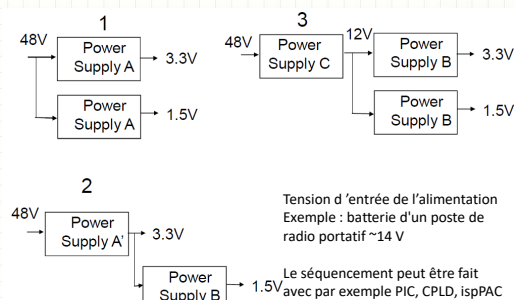 1
48V
Power
Supply A
3.3V
Power
Supply A
1.5V
3
48V
Power
Supply C
12V
Power
Supply B
3.3V
Power
Supply B
1.5V
2
48V
Power
Supply A'
3.3V
Power
Supply B
1.5V
Tension d 'entrée de l'alimentation
Exemple : batterie d'un poste de
radio portatif ~14 V
Le séquencement peut être fait
avec par exemple PIC, CPLD, ispPAC